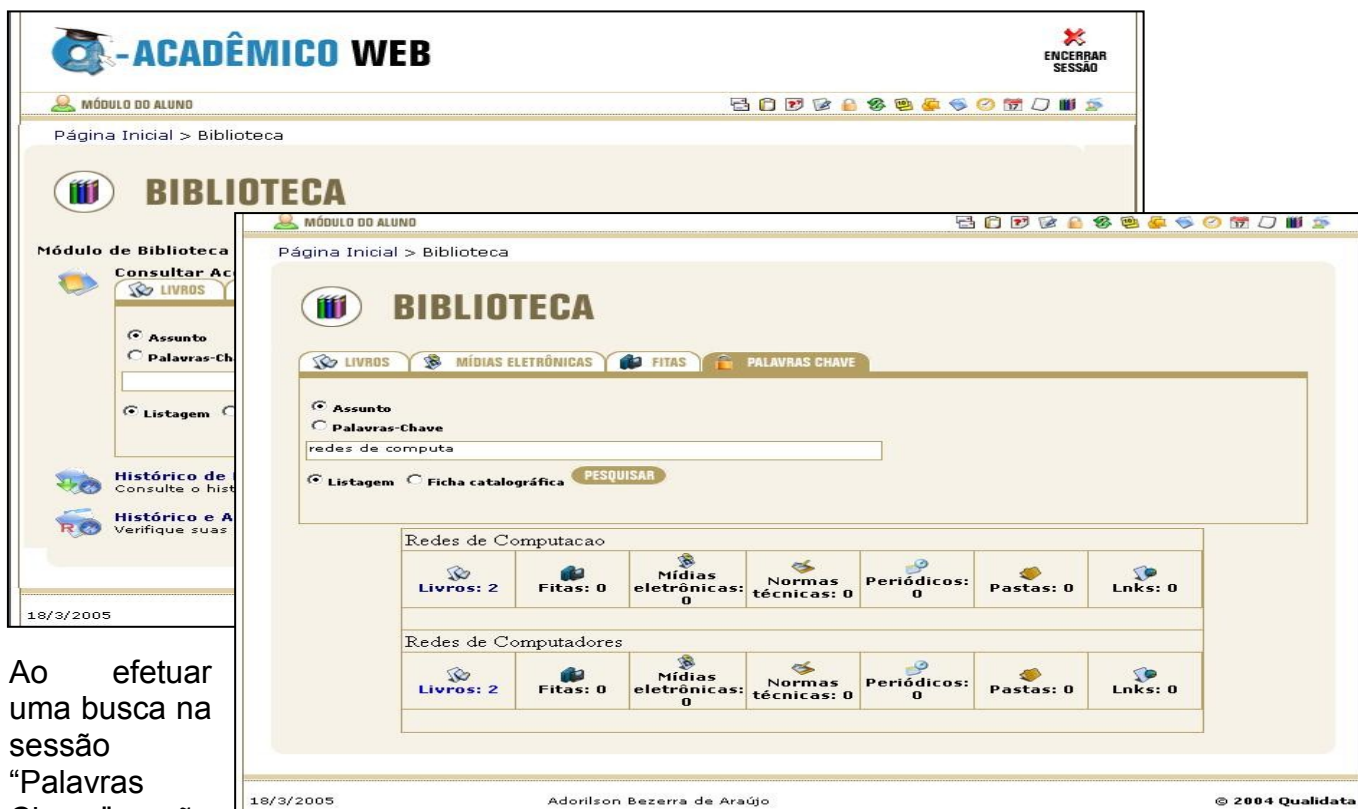 -ACADÊMICO WEB
ENCERRAR
SESSÃO
MÓDULO DO ALUNO
Página Inicial > Biblioteca
BIBLIOTECA
Módulo de Biblioteca
Consultar
LIVROS
Assunto
Listagem
Histórico de
Consulte o
Histórico e
Verifique suas
18/3/2005
MÓDULO DO ALUNO
Página Inicial > Biblioteca
BIBLIOTECA
LIVROS MÍDIAS ELETRÔNICAS FITAS PALAVRAS CHAVE
Assunto
Palavras-Chave
redes de computa
Listagem Ficha catalográfica PESQUISAR
Redes de Computacao
Livros: 2 Fitas: 0 Mídias eletrônicas: 0 Normas técnicas: 0 Periódicos: 0 Pastas: 0 Lnks: 0
Redes de Computadores
Livros: 2 Fitas: 0 Mídias eletrônicas: 0 Normas técnicas: 0 Periódicos: 0 Pastas: 0 Lnks: 0
18/3/2005 Adorilson Bezerra de Araújo © 2004 Qualidata
Ao efetuar
uma busca na
sessão
“Palavras